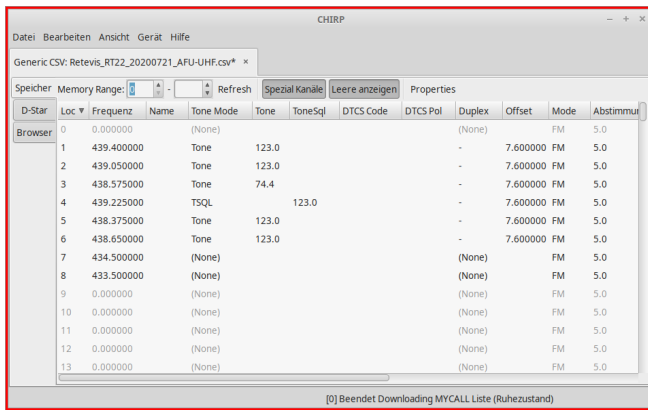 CHIRP
Datei Bearbeiten Ansicht Gerät Hilfe
Generic CSV: Retevis_RT22_20200721_AFU-UHF.csv* ×
Speicher Memory Range: 0 - Refresh Spezial Kanäle Leere anzeigen Properties
D-Star Loc ▼ Frequenz Name Tone Mode Tone ToneSql DTCS Code DTCS Pol Duplex Offset Mode Abstimmun
Browser 0 0.000000 (None) (None) FM 5.0
1 439.400000 Tone 123.0 - 7.600000 FM 5.0
2 439.050000 Tone 123.0 - 7.600000 FM 5.0
3 438.575000 Tone 74.4 - 7.600000 FM 5.0
4 439.225000 TSQL 123.0 - 7.600000 FM 5.0
5 438.375000 Tone 123.0 - 7.600000 FM 5.0
6 438.650000 Tone 123.0 - 7.600000 FM 5.0
7 434.500000 (None) (None) FM 5.0
8 433.500000 (None) (None) FM 5.0
9 0.000000 (None) (None) FM 5.0
10 0.000000 (None) (None) FM 5.0
11 0.000000 (None) (None) FM 5.0
12 0.000000 (None) (None) FM 5.0
13 0.000000 (None) (None) FM 5.0
[0] Beendet Downloading MYCALL Liste (Ruhezustand)